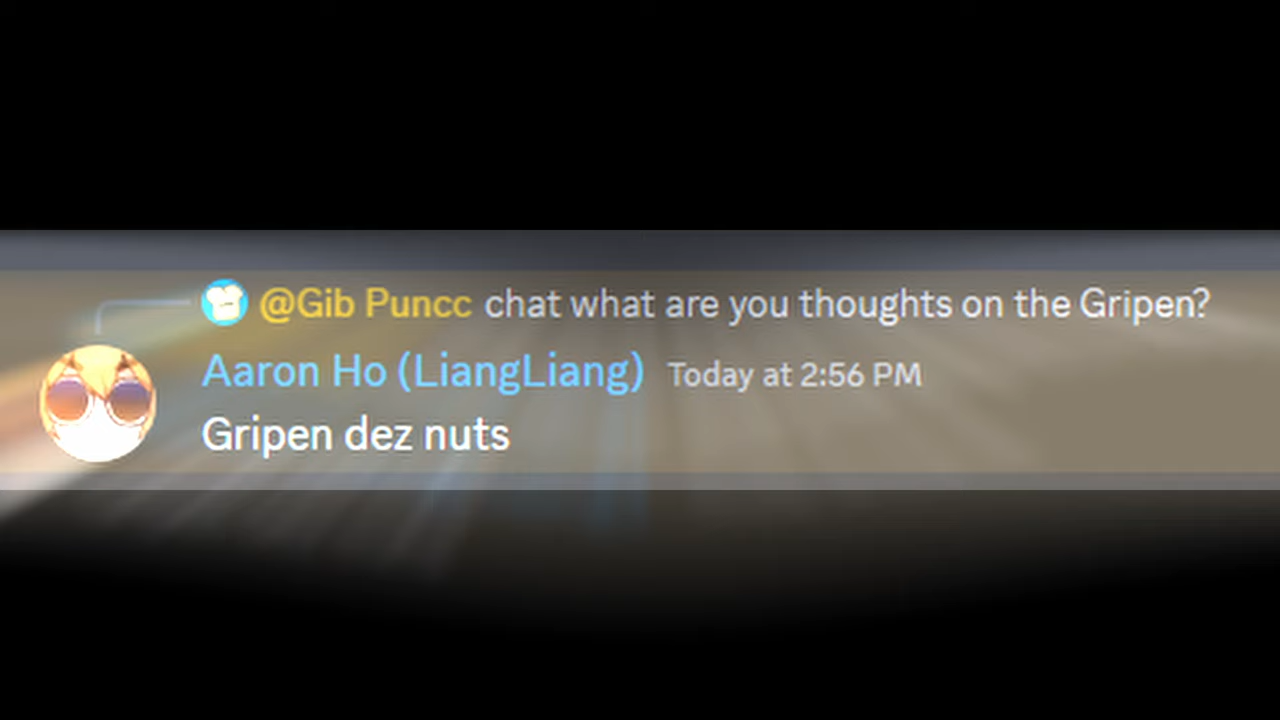 @Gib Puncc chat what are you thoughts on the Gripen?
Aaron Ho (LiangLiang) Today at 2:56 PM
Gripen dez nuts